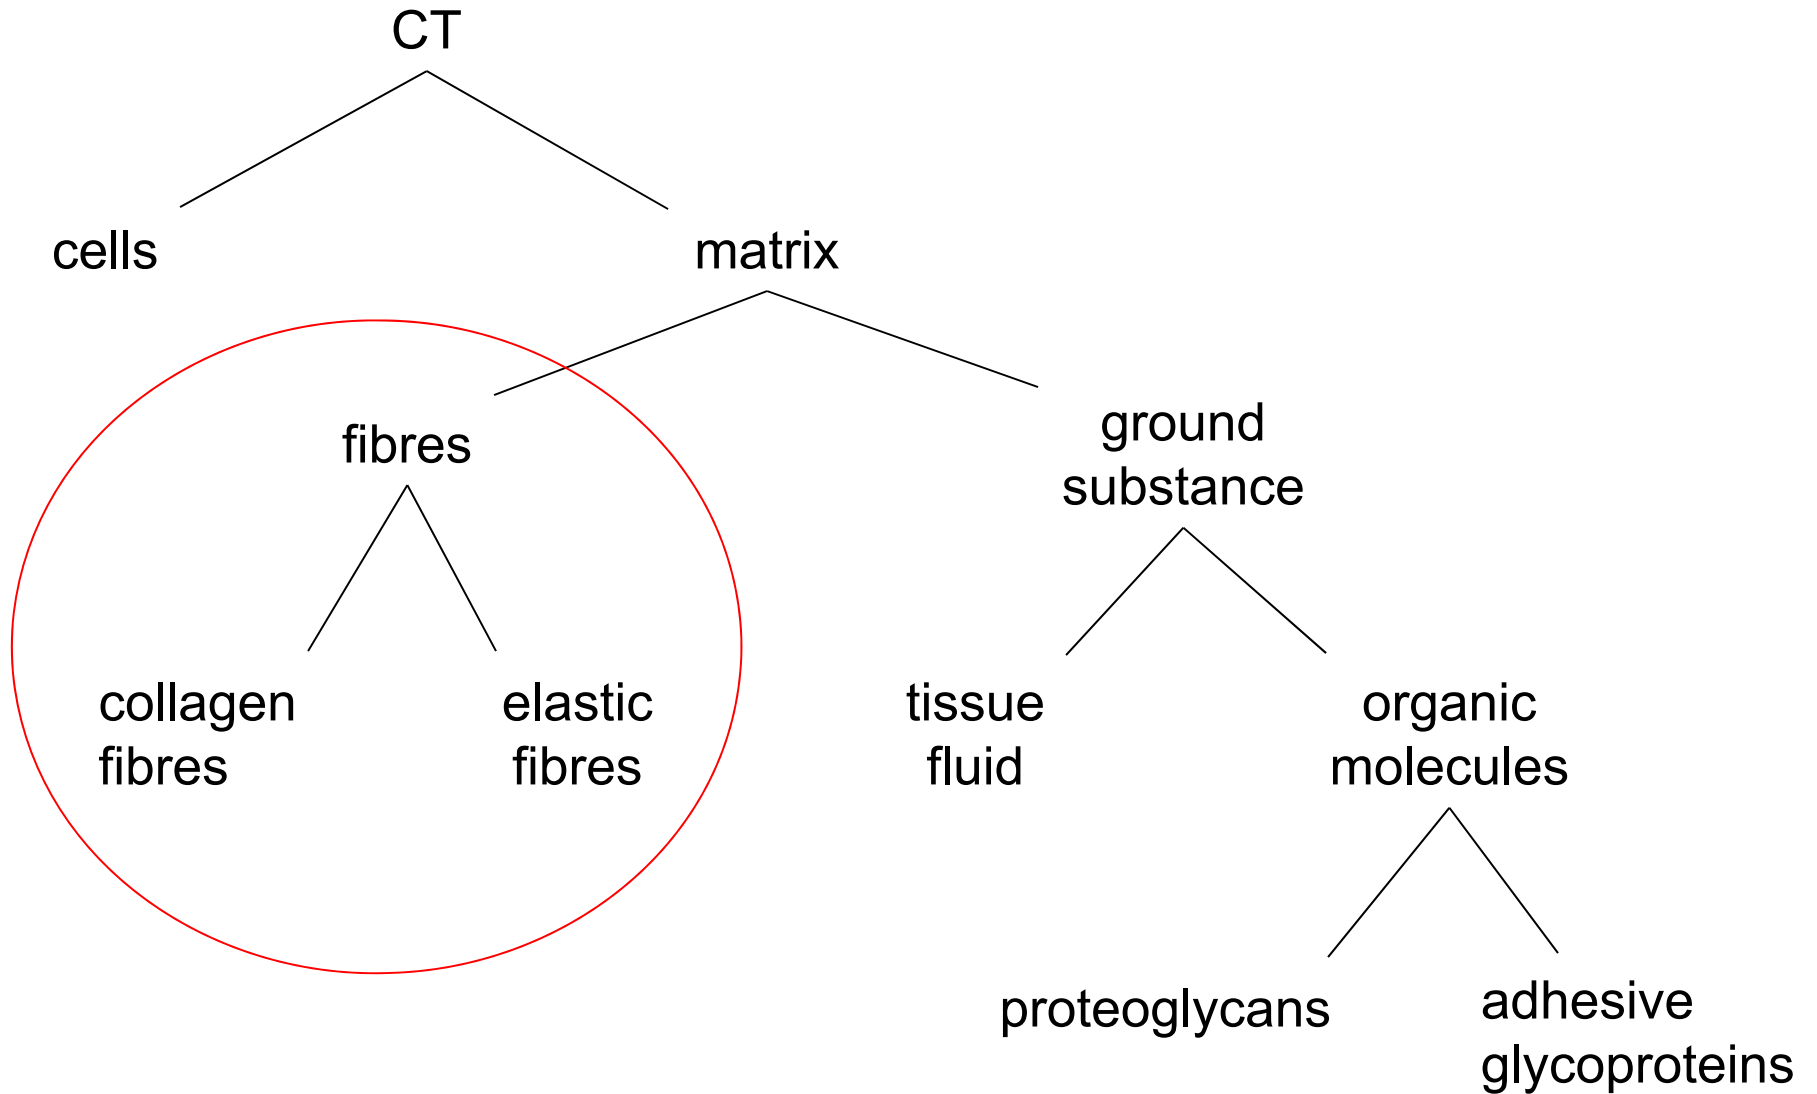 CT
cells
matrix
fibres
ground
substance
collagen
fibres
elastic
fibres
tissue
fluid
organic
molecules
proteoglycans
adhesive
glycoproteins